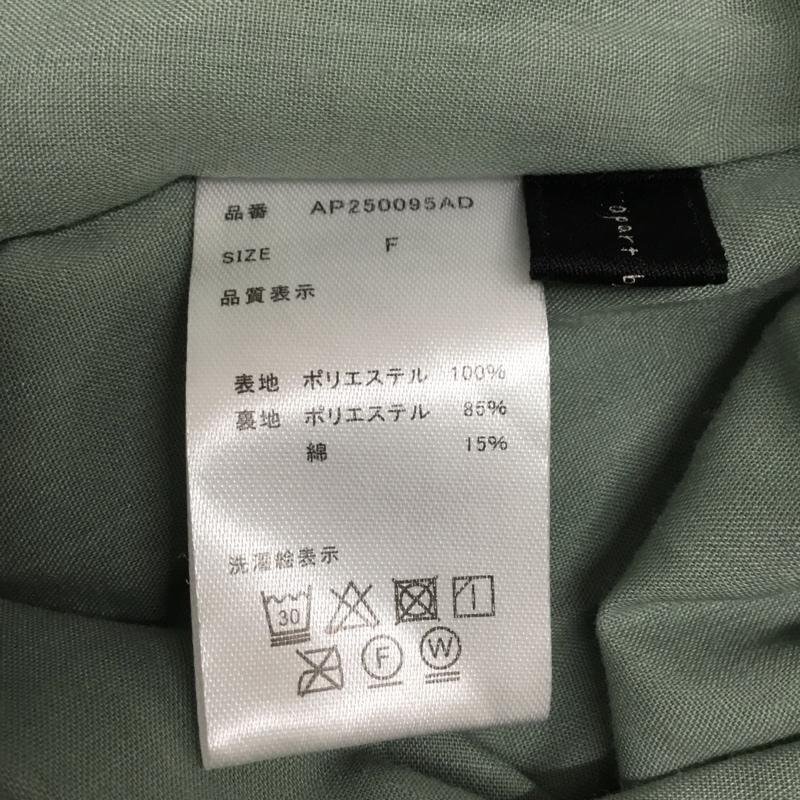 品番 AP250095AD
SIZE F
品質表示
表地 ポリエステル 100%
裏地 ポリエステル 85%
綿 15%
洗濯絵表示
30
F W